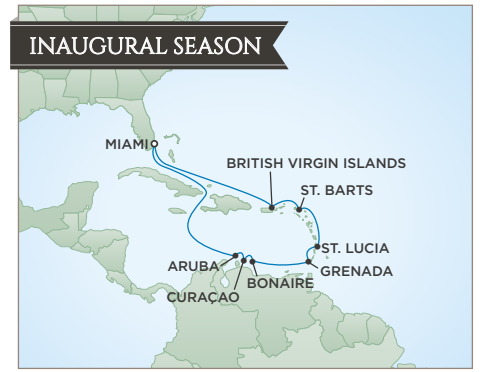 INAUGURAL SEASON
MIAMI
BRITISH VIRGIN ISLANDS
ST. BARTS
ST. LUCIA
GRENADA
ARUBA
BONAIRE
CURAÇAO